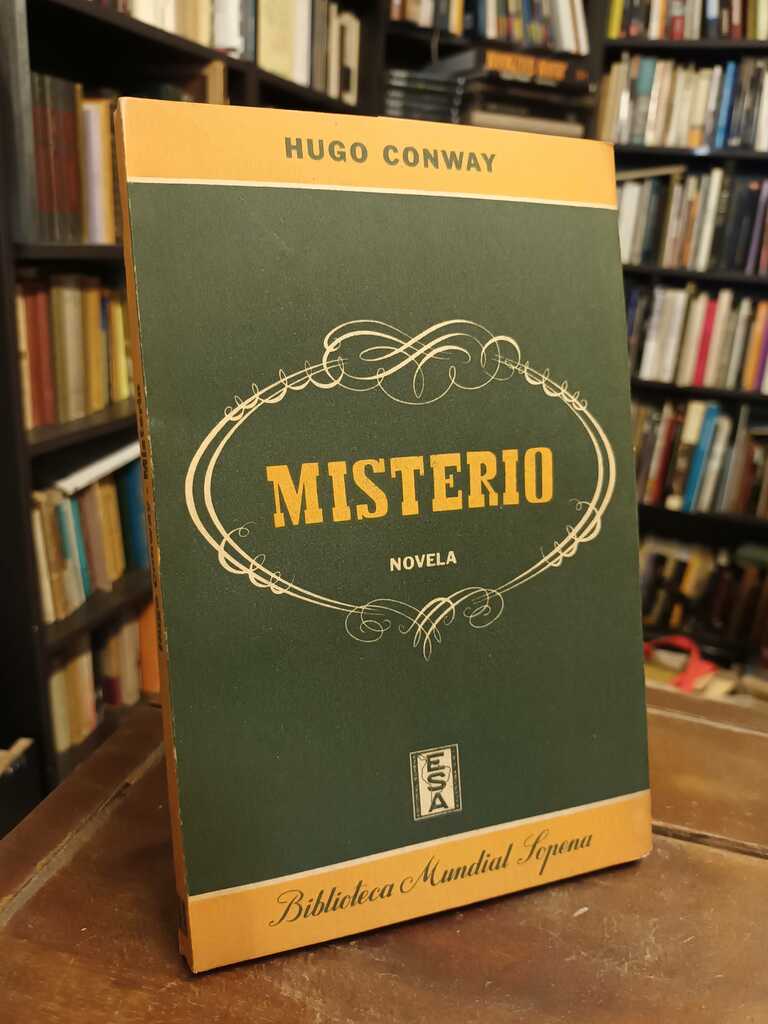 HUGO CONWAY
MISTERIO
NOVELA
ESA
Biblioteca Mundial Sopena